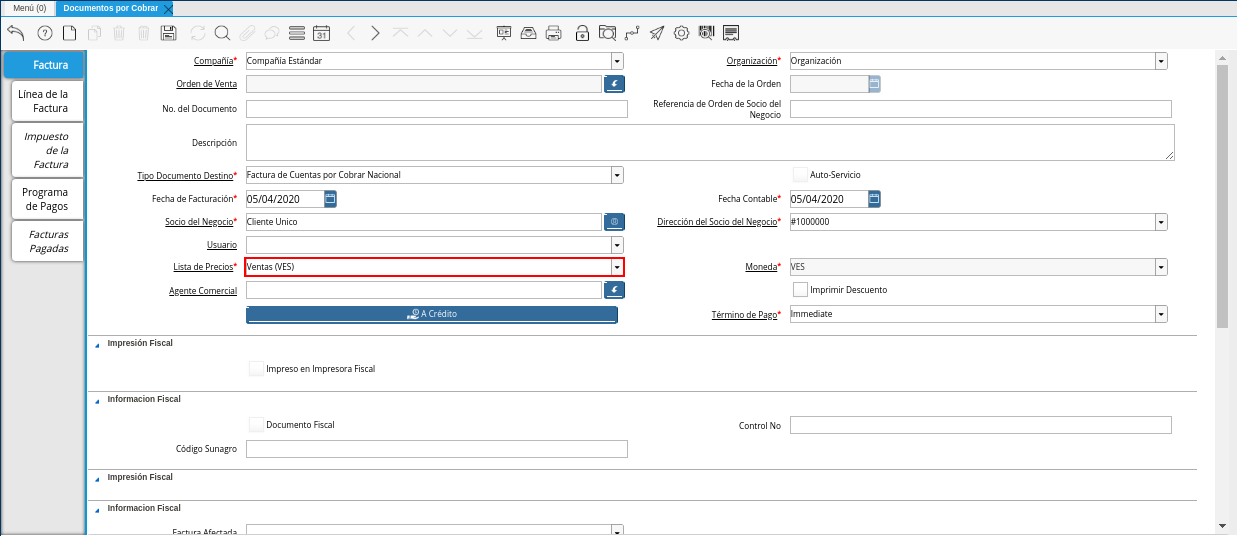 Menú (0)
Documentos por Cobrar
31
Factura
Línea de la
Factura
Impuesto
de la
Factura
Programa
de Pagos
Facturas
Pagadas
Compañía*
Compañía Estándar
Organización*
Organización
Orden de Venta
Fecha de la Orden
No. del Documento
Referencia de Orden de Socio del
Negocio
Descripción
Tipo Documento Destino*
Factura de Cuentas por Cobrar Nacional
Auto-Servicio
Fecha de Facturación*
05/04/2020
Fecha Contable*
05/04/2020
Socio del Negocio*
Cliente Unico
Dirección del Socio del Negocio*
#1000000
Usuario
Lista de Precios*
Ventas (VES)
Moneda*
VES
Agente Comercial
Imprimir Descuento
A Crédito
Término de Pago*
Immediate
Impresión Fiscal
Impreso en Impresora Fiscal
Informacion Fiscal
Documento Fiscal
Control No
Código Sunagro
Impresión Fiscal
Informacion Fiscal
Factura Afectada